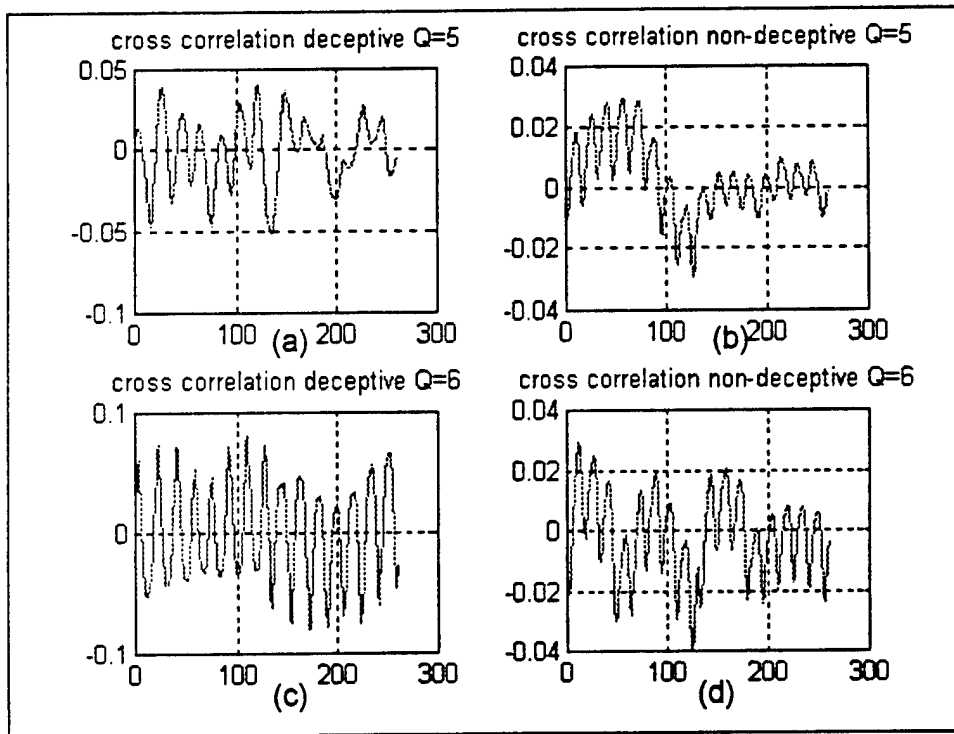 cross correlation deceptive Q=5
0.05
0
-0.05
-0.1
0 100 200 300
(a)
cross correlation non-deceptive Q=5
0.04
0.02
0
-0.02
-0.04
0 100 200 300
(b)
cross correlation deceptive Q=6
0.1
0
-0.1
0 100 200 300
(c)
cross correlation non-deceptive Q=6
0.04
0.02
0
-0.02
-0.04
0 100 200 300
(d)